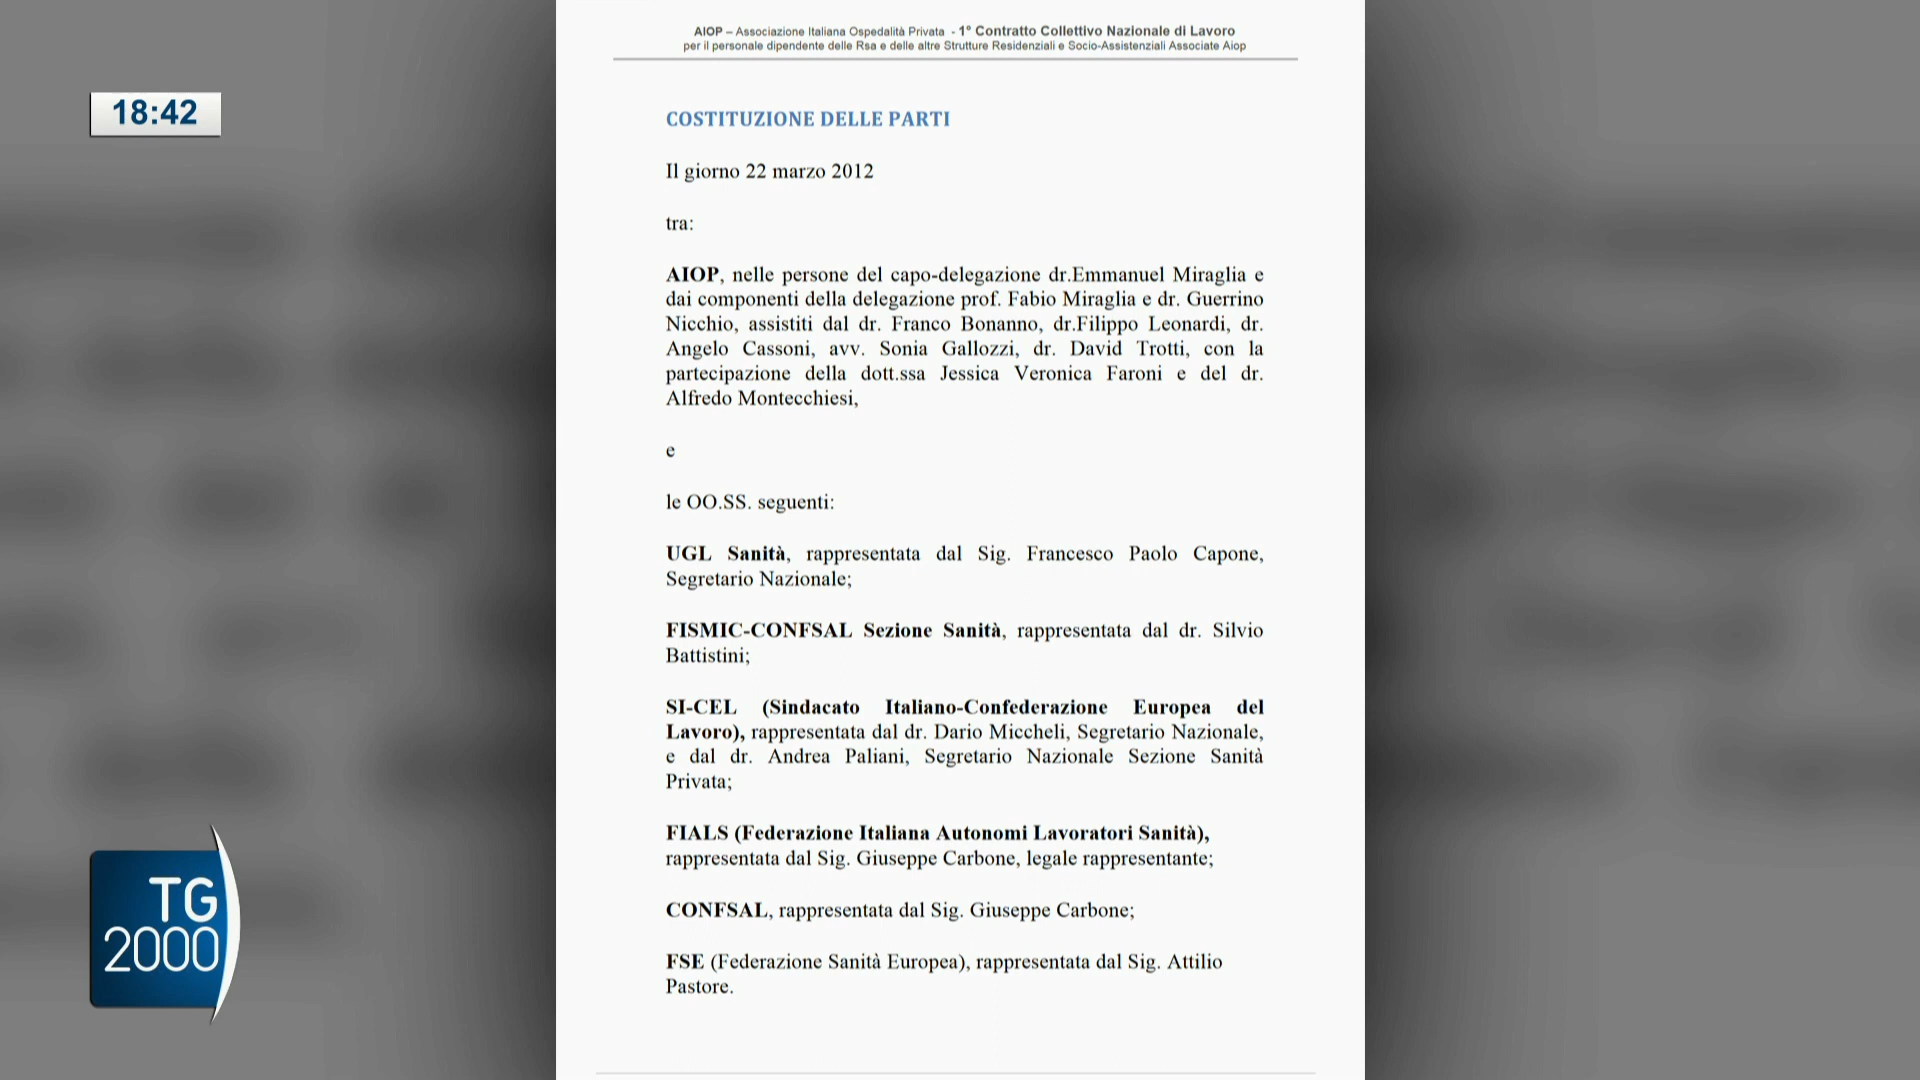 AIOP – Associazione Italiana Ospedalità Privata - 1° Contratto Collettivo Nazionale di Lavoro
per il personale dipendente delle Rsa e delle altre Strutture Residenziali e Socio-Assistenziali Associate Aiop
18:42
COSTITUZIONE DELLE PARTI
Il giorno 22 marzo 2012
tra:
AIOP, nelle persone del capo-delegazione dr.Emmanuel Miraglia e
dai componenti della delegazione prof. Fabio Miraglia e dr. Guerrino
Nicchio, assistiti dal dr. Franco Bonanno, dr.Filippo Leonardi, dr.
Angelo Cassoni, avv. Sonia Gallozzi, dr. David Trotti, con la
partecipazione della dott.ssa Jessica Veronica Faroni e del dr.
Alfredo Montecchiesi,
e
le OO.SS. seguenti:
UGL Sanità, rappresentata dal Sig. Francesco Paolo Capone,
Segretario Nazionale;
FISMIC-CONFSAL Sezione Sanità, rappresentata dal dr. Silvio
Battistini;
SI-CEL (Sindacato Italiano-Confederazione Europea del
Lavoro), rappresentata dal dr. Dario Miccheli, Segretario Nazionale,
e dal dr. Andrea Paliani, Segretario Nazionale Sezione Sanità
Privata;
FIALS (Federazione Italiana Autonomi Lavoratori Sanità),
rappresentata dal Sig. Giuseppe Carbone, legale rappresentante;
CONFSAL, rappresentata dal Sig. Giuseppe Carbone;
FSE (Federazione Sanità Europea), rappresentata dal Sig. Attilio
Pastore.
TG
2000